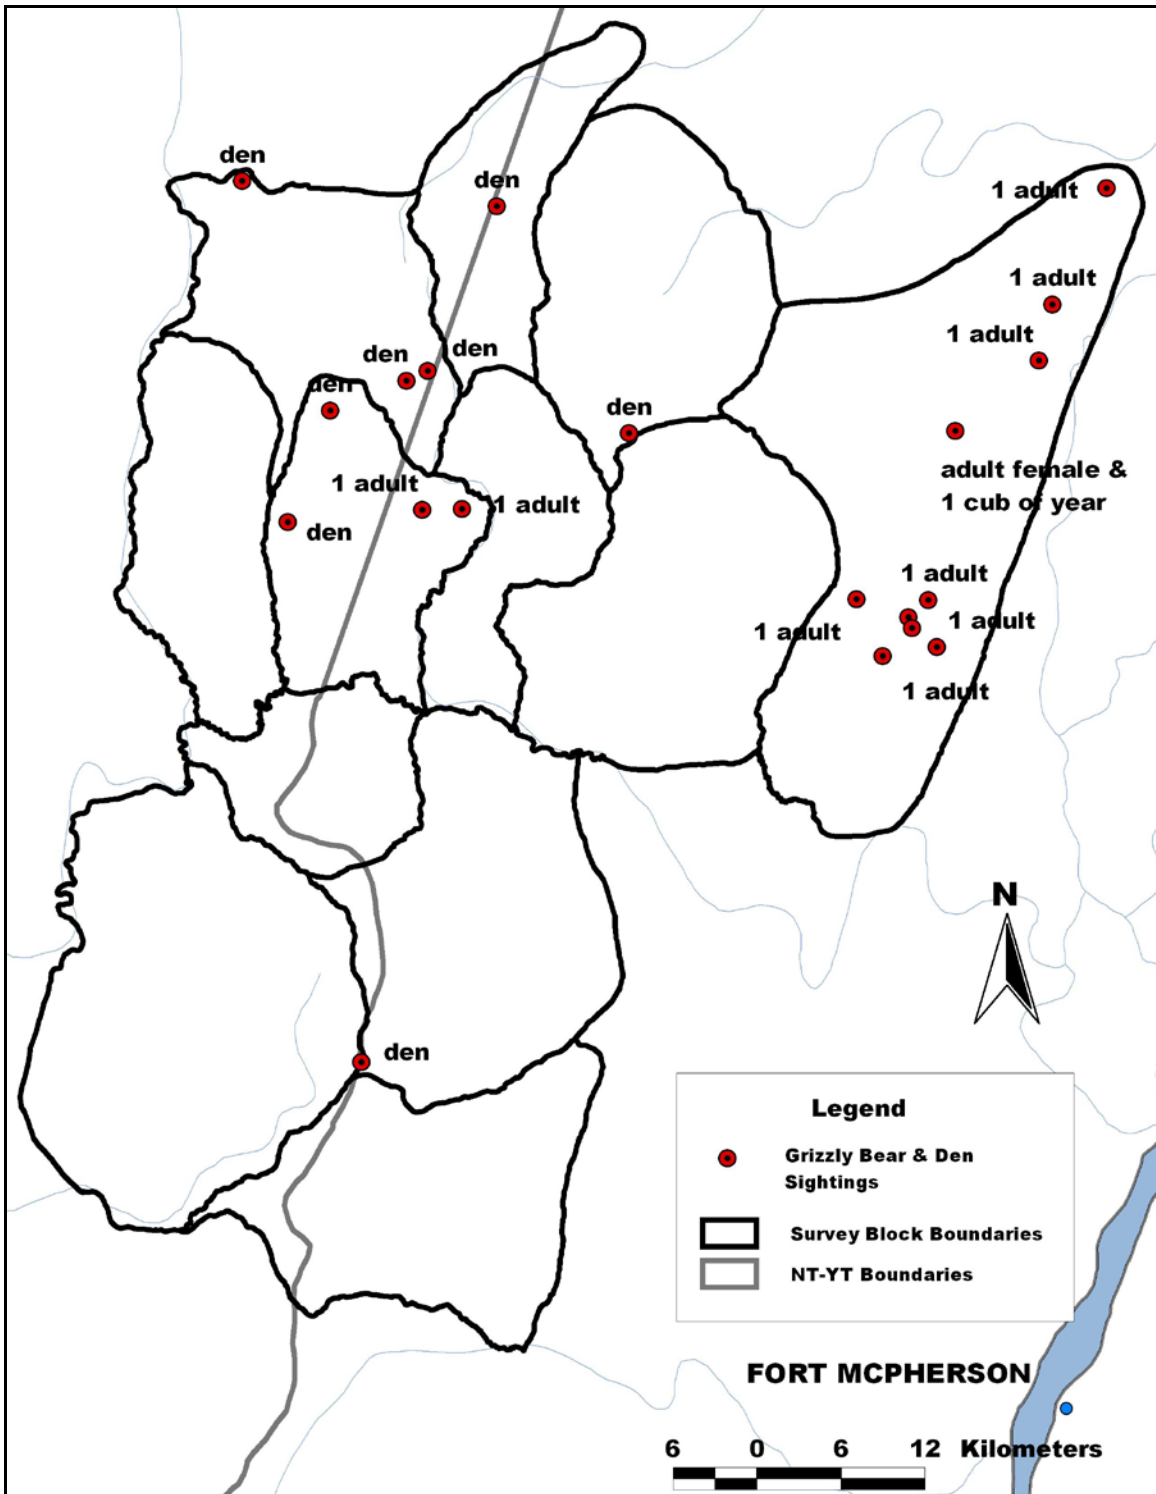 den
den
1 adult
1 adult
1 adult
den
den
den
den
adult female &
1 cub of year
1 adult
1 adult
den
1 adult
1 adult
1 adult
1 adult
N
den
Legend
Grizzly Bear & Den
Sightings
Survey Block Boundaries
NT-YT Boundaries
FORT MCPHERSON
6 0 6 12 Kilometers